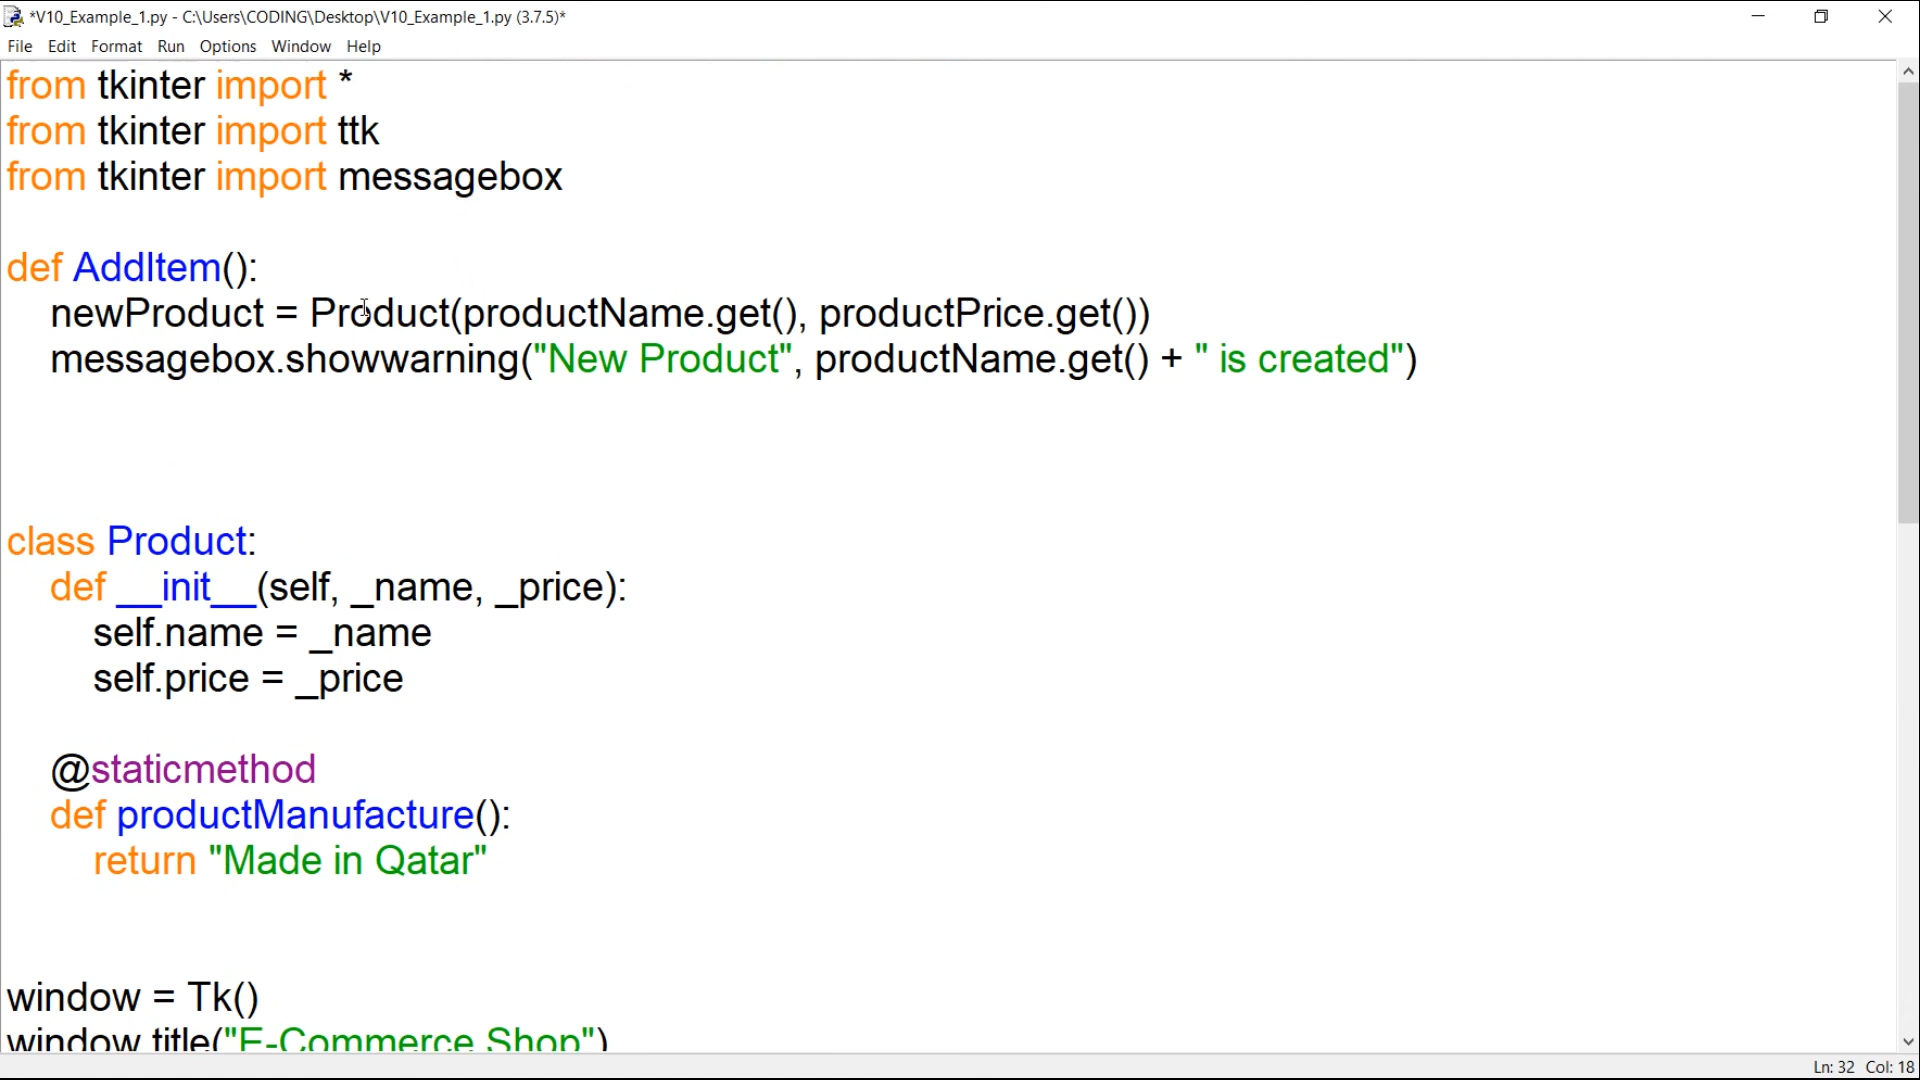 *V10_Example_1.py - C:\Users\CODING\Desktop\V10_Example_1.py (3.7.5)*
File Edit Format Run Options Window Help
from tkinter import *
from tkinter import ttk
from tkinter import messagebox
def AddItem():
newProduct = Product(productName.get(), productPrice.get())
messagebox.showwarning("New Product", productName.get() + " is created")
class Product:
def __init__(self, _name, _price):
self.name = _name
self.price = _price
@staticmethod
def productManufacture():
return "Made in Qatar"
window = Tk()
window.title("E-Commerce Shop")
Ln: 32 Col: 18